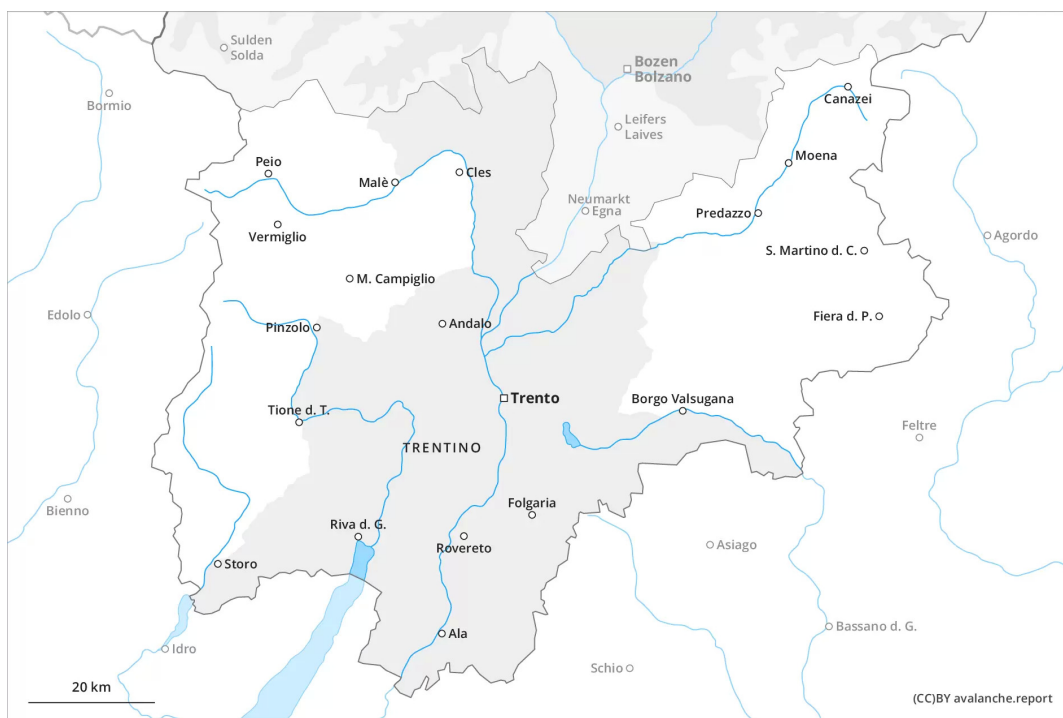 Sulden
Solda
Bozen
Bolzano
Bormio
Canazei
Leifers
Laives
Moena
Peio
Malè
Cles
Neumarkt
Egna
Predazzo
Vermiglio
S. Martino d. C.
Agordo
M. Campiglio
Edolo
Pinzolo
Andalo
Fiera d. P.
Trento
Borgo Valsugana
Tione d. T.
Feltre
TRENTINO
Bienno
Folgaria
Riva d. G.
Rovereto
Asiago
Storo
Ala
Bassano d. G.
Idro
Schio
20 km
(CC)BY avalanche.report